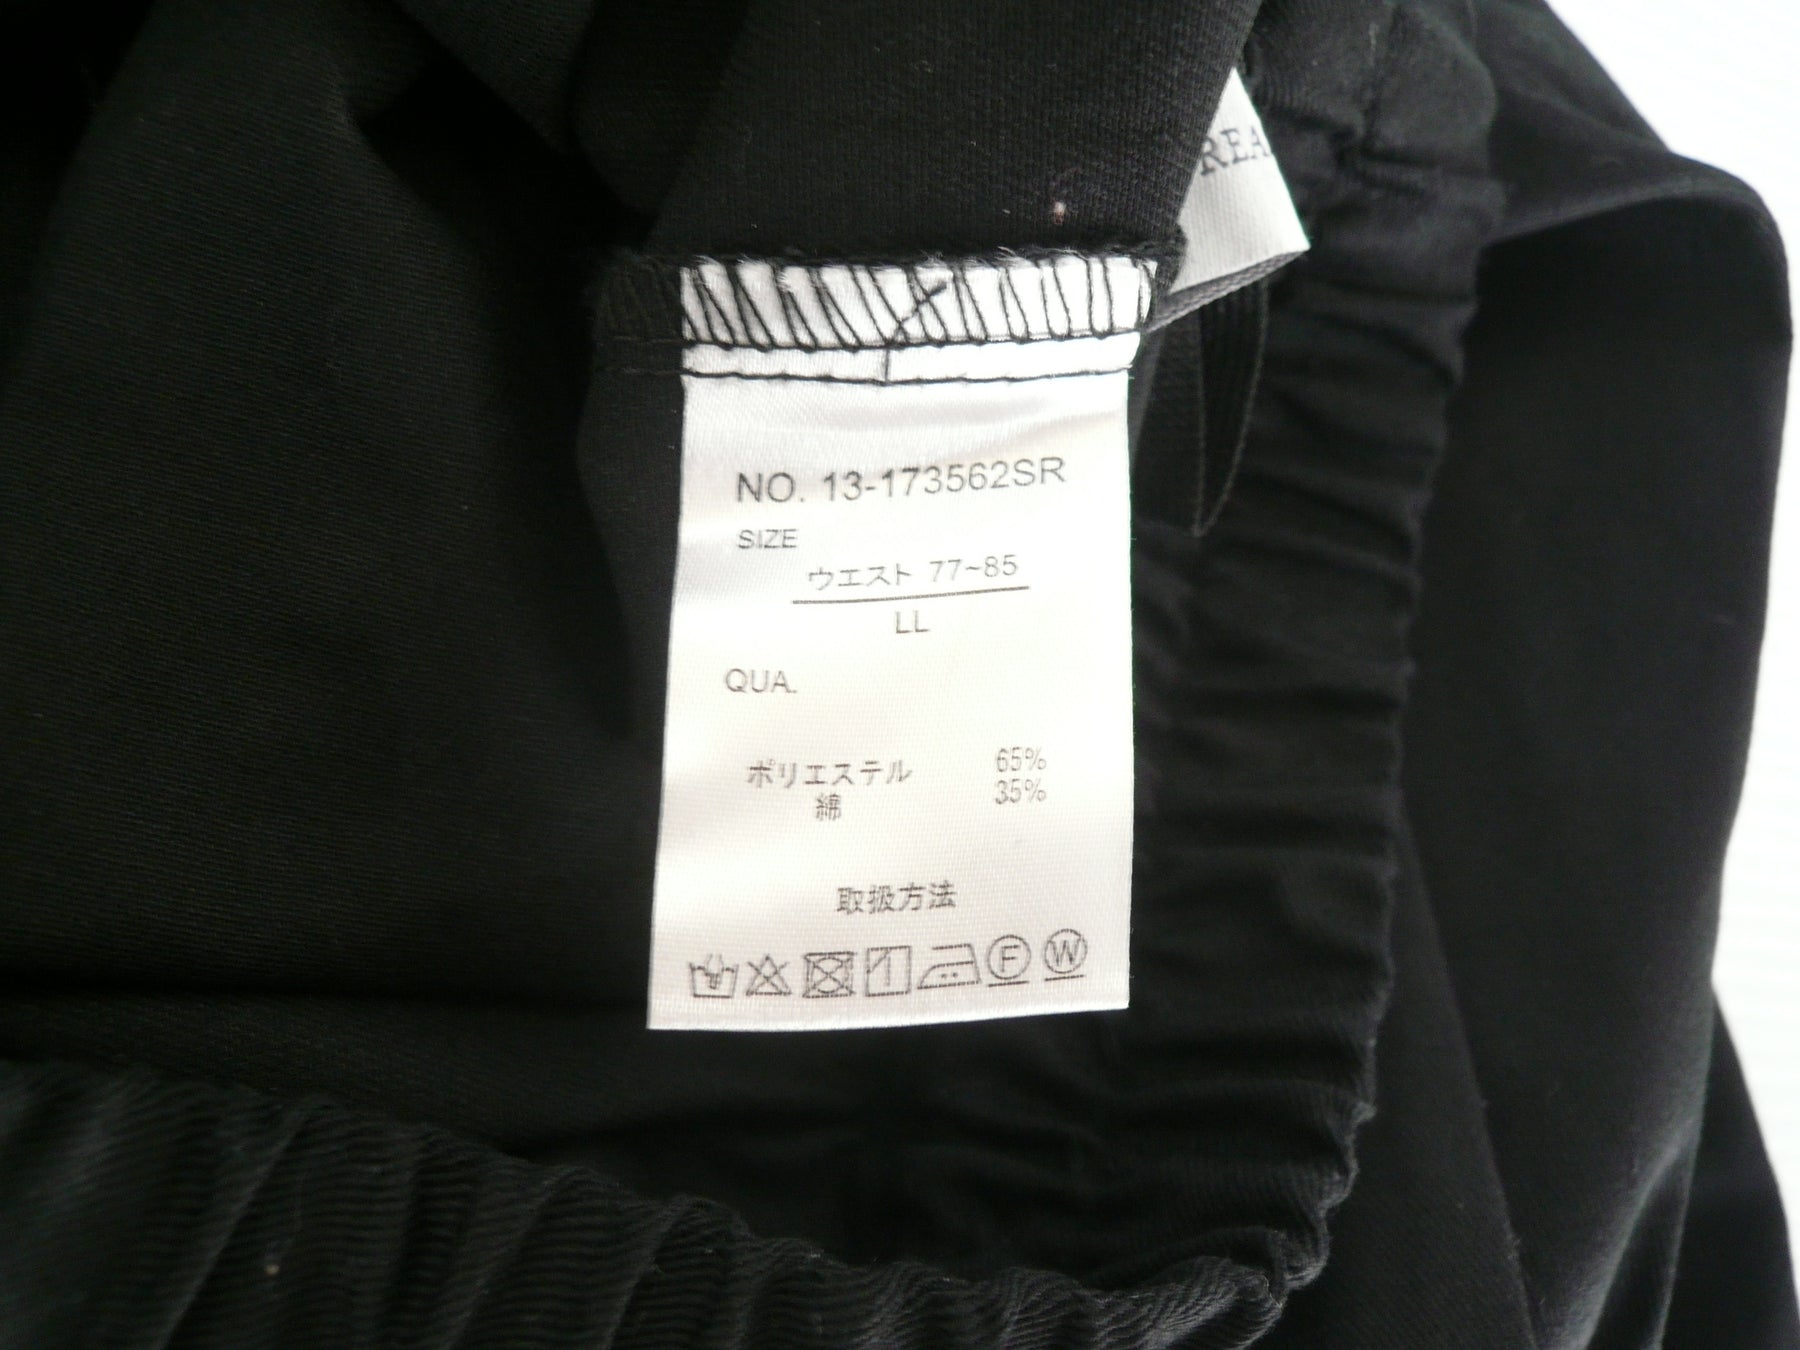 REA
NO. 13-173562SR
SIZE
ウエスト 77~85
LL
QUA.
ポリエステル 65%
綿 35%
取扱方法
F W